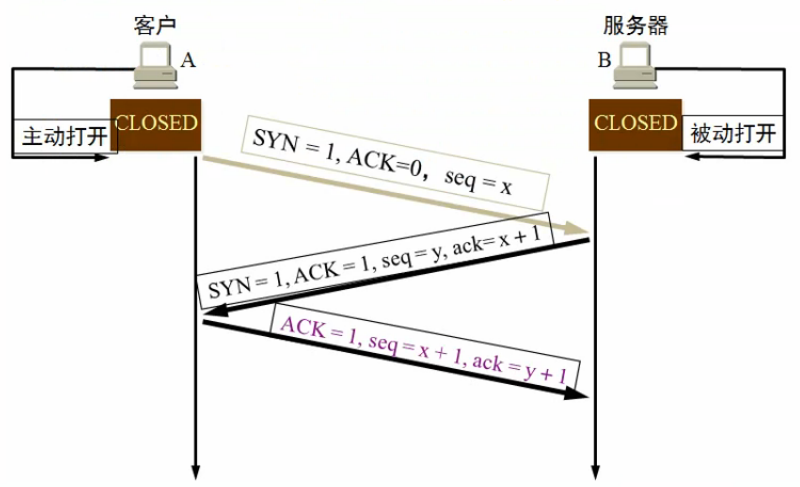 客户
服务器
A
B
CLOSED
CLOSED
主动打开
被动打开
SYN = 1, ACK=0，seq = x
SYN = 1, ACK = 1, seq = y, ack= x + 1
ACK = 1, seq = x + 1, ack = y + 1